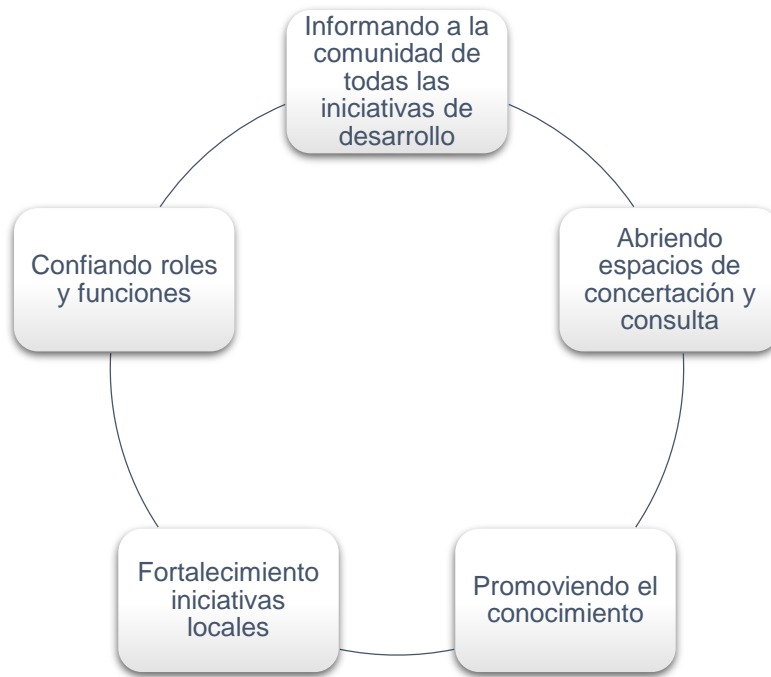 Informando a la
comunidad de
todas las
iniciativas de
desarrollo
Abriendo
espacios de
concertación y
consulta
Promoviendo el
conocimiento
Fortalecimiento
iniciativas
locales
Confiando roles
y funciones